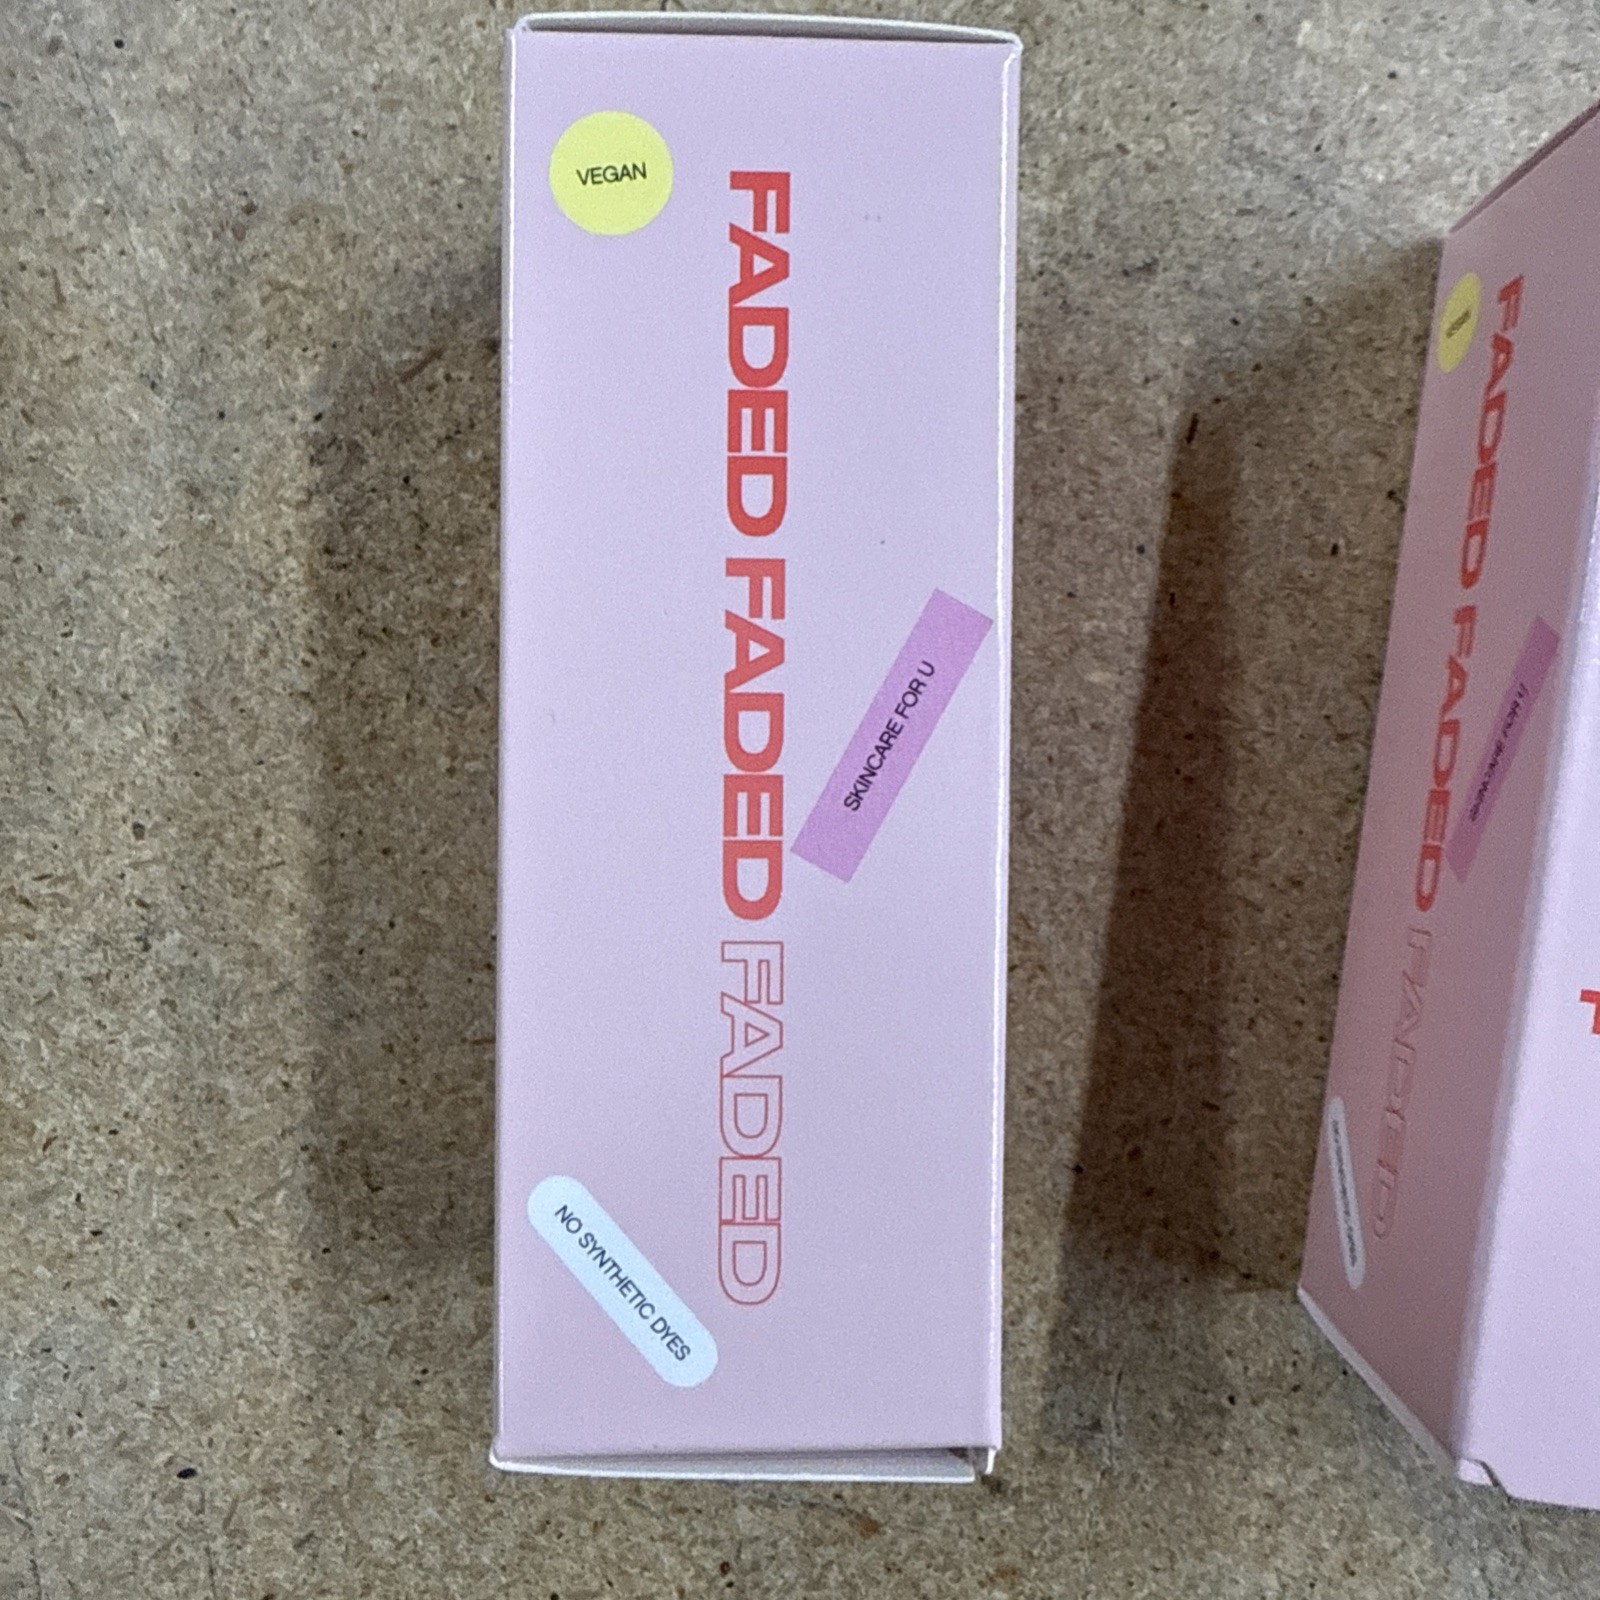 VEGAN
FADED FADED FADED
SKINCARE FOR U
NO SYNTHETIC DYES
FADED FADED FADED